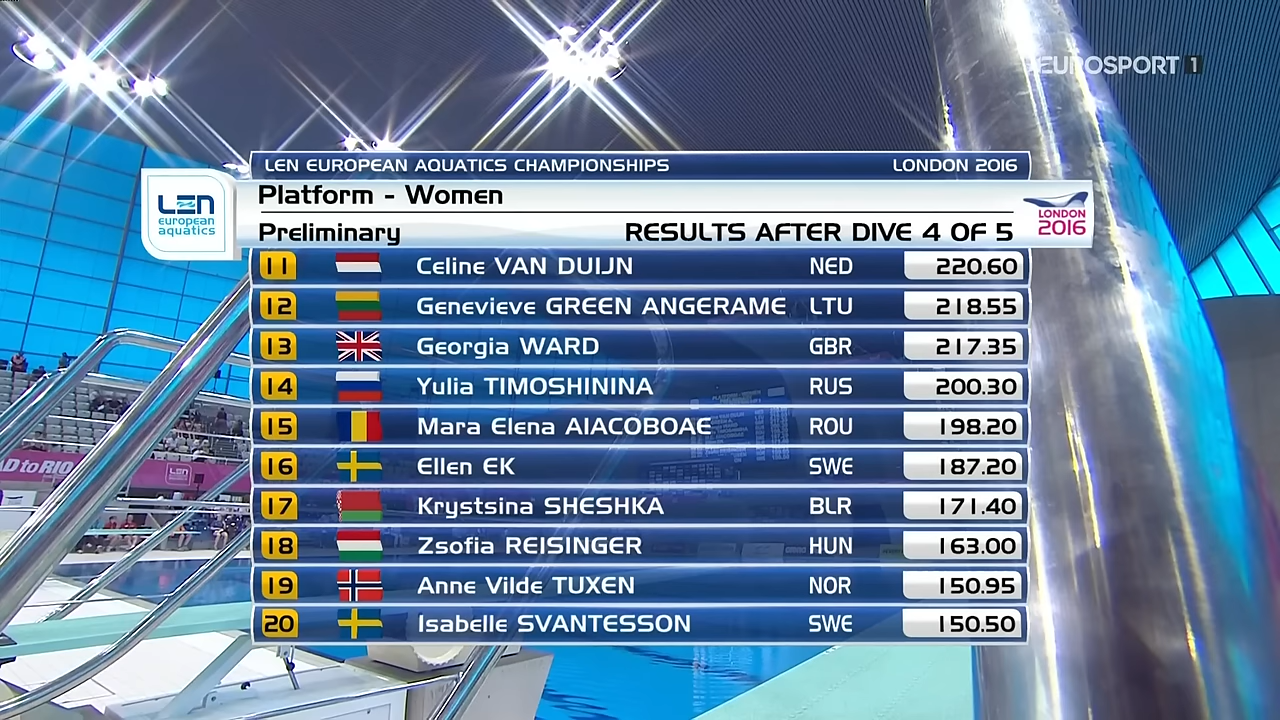 EUROSPORT 1
LEN EUROPEAN AQUATICS CHAMPIONSHIPS LONDON 2016
LEN european aquatics
Platform - Women
LONDON 2016
Preliminary RESULTS AFTER DIVE 4 OF 5
11 Celine VAN DUIJN NED 220.60
12 Genevieve GREEN ANGERAME LTU 218.55
13 Georgia WARD GBR 217.35
14 Yulia TIMOSHININA RUS 200.30
15 Mara Elena AIACOBOAE ROU 198.20
16 Ellen EK SWE 187.20
17 Krystsina SHESHKA BLR 171.40
18 Zsofia REISINGER HUN 163.00
19 Anne Vilde TUXEN NOR 150.95
20 Isabelle SVANTESSON SWE 150.50
AD to RIO
LEN